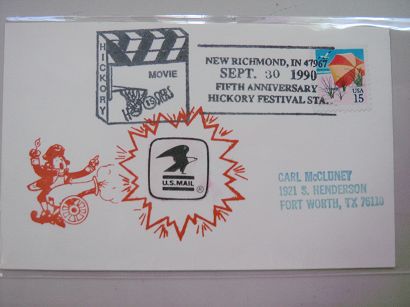 HICKORY
MOVIE
NEW RICHMOND, IN 47967
SEPT. 30 1990
FIFTH ANNIVERSARY
HICKORY FESTIVAL STA.
USA
15
U.S.MAIL
®
CARL McCLUNEY
1921 S. HENDERSON
FORT WORTH, TX 76110